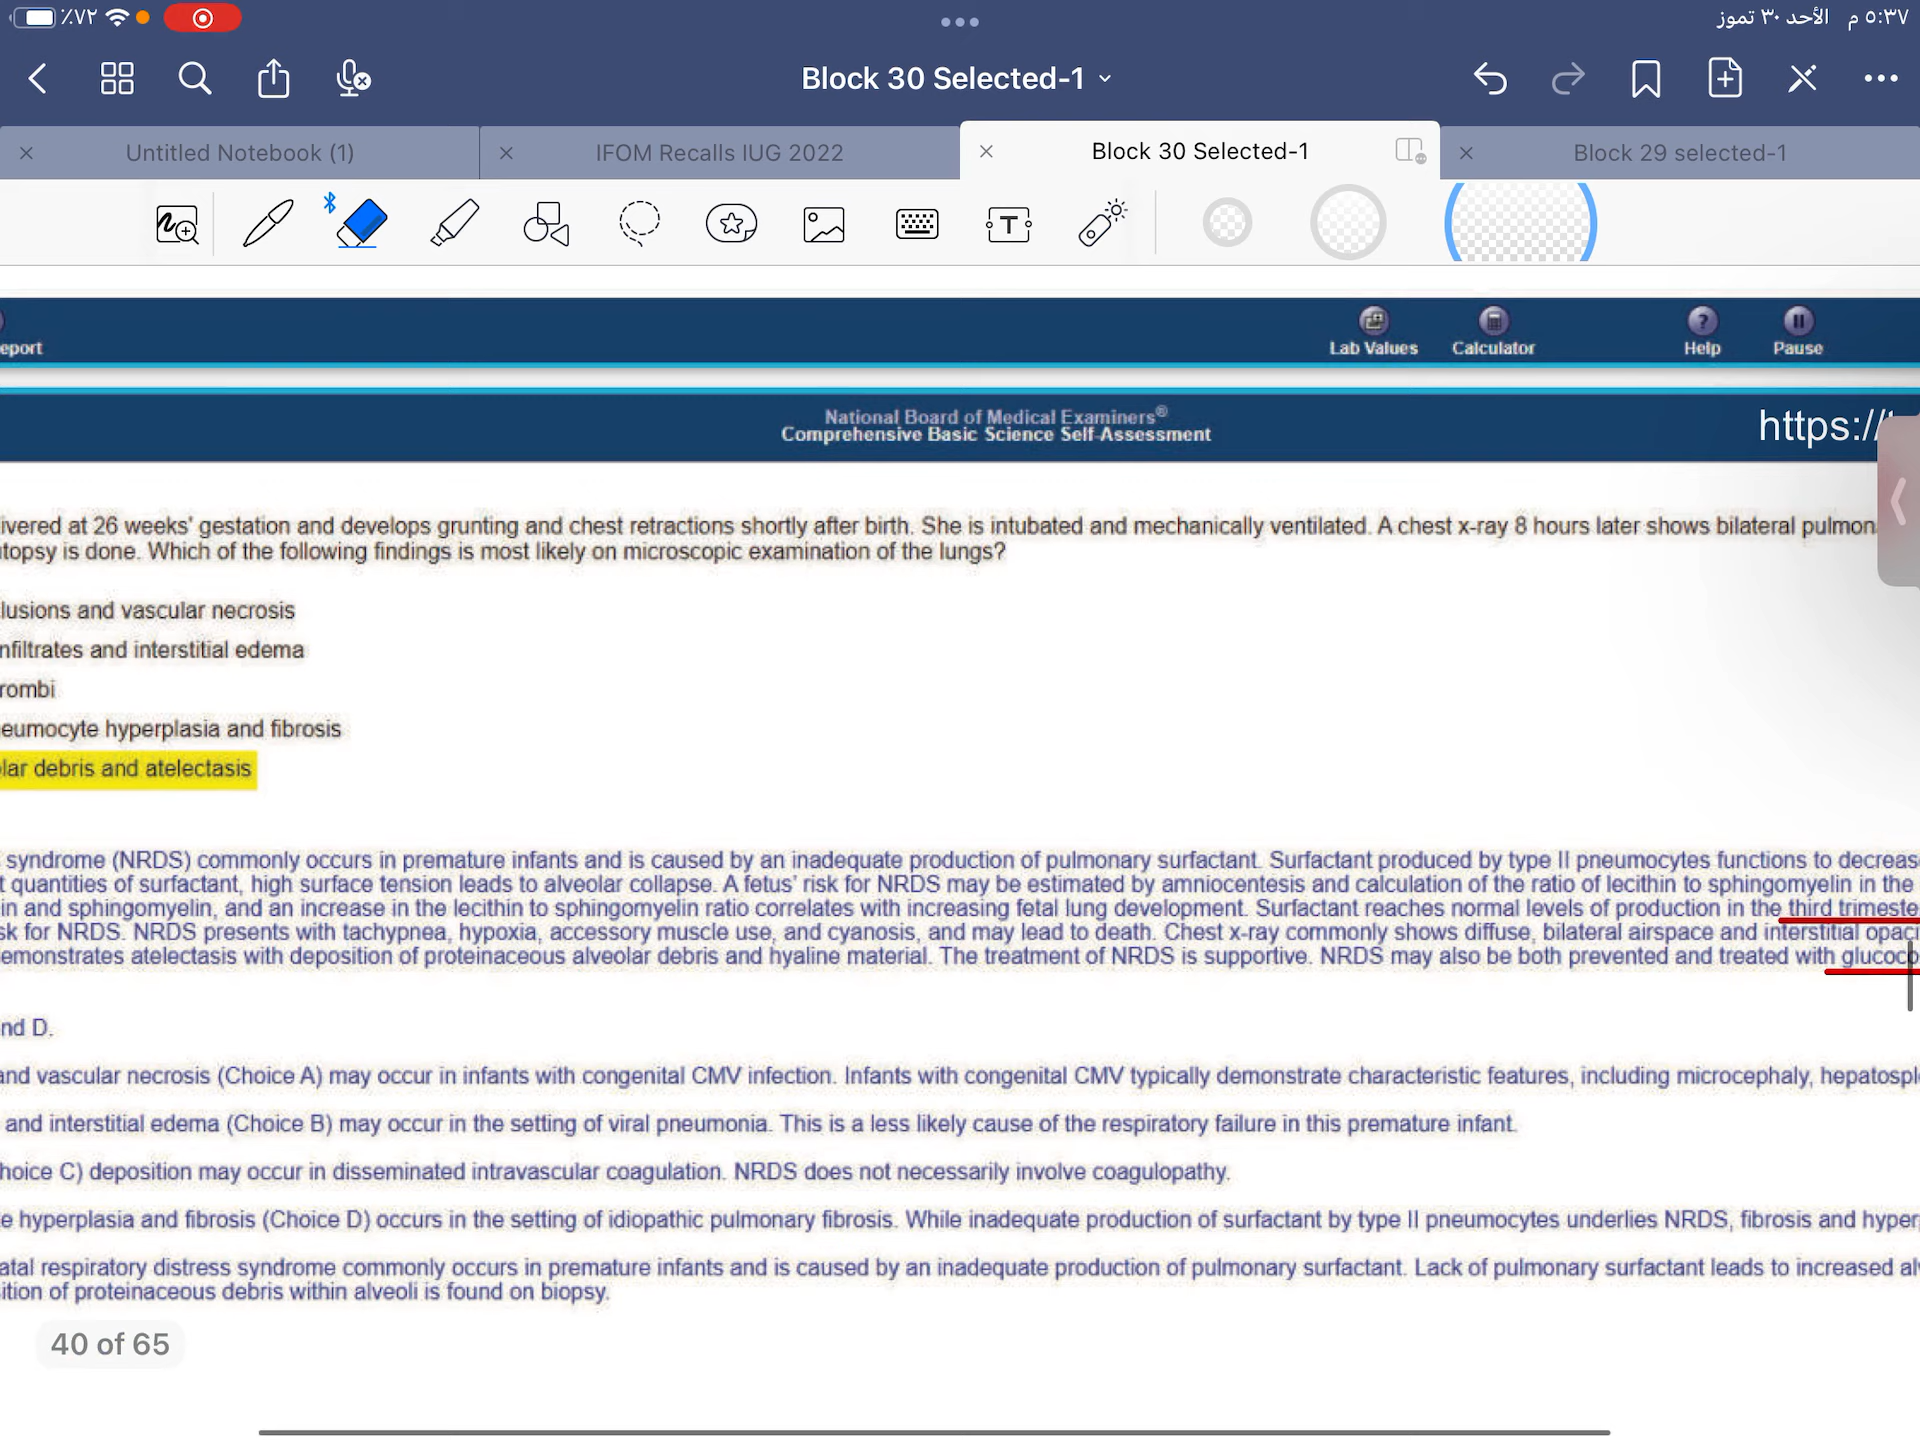 ٪٧٢
الأحد ٣٠ تموز ٥:٣٧ م
Block 30 Selected-1
Untitled Notebook (1)
IFOM Recalls IUG 2022
Block 30 Selected-1
Block 29 selected-1
T
eport
Lab Values
Calculator
Help
Pause
National Board of Medical Examiners®
Comprehensive Basic Science Self-Assessment
https://
ivered at 26 weeks' gestation and develops grunting and chest retractions shortly after birth. She is intubated and mechanically ventilated. A chest x-ray 8 hours later shows bilateral pulmon
topsy is done. Which of the following findings is most likely on microscopic examination of the lungs?
lusions and vascular necrosis
nfiltrates and interstitial edema
rombi
eumocyte hyperplasia and fibrosis
lar debris and atelectasis
syndrome (NRDS) commonly occurs in premature infants and is caused by an inadequate production of pulmonary surfactant. Surfactant produced by type II pneumocytes functions to decreas
t quantities of surfactant, high surface tension leads to alveolar collapse. A fetus' risk for NRDS may be estimated by amniocentesis and calculation of the ratio of lecithin to sphingomyelin in the
in and sphingomyelin, and an increase in the lecithin to sphingomyelin ratio correlates with increasing fetal lung development. Surfactant reaches normal levels of production in the third trimeste
sk for NRDS. NRDS presents with tachypnea, hypoxia, accessory muscle use, and cyanosis, and may lead to death. Chest x-ray commonly shows diffuse, bilateral airspace and interstitial opaci
emonstrates atelectasis with deposition of proteinaceous alveolar debris and hyaline material. The treatment of NRDS is supportive. NRDS may also be both prevented and treated with glucoco
nd D.
and vascular necrosis (Choice A) may occur in infants with congenital CMV infection. Infants with congenital CMV typically demonstrate characteristic features, including microcephaly, hepatospl
and interstitial edema (Choice B) may occur in the setting of viral pneumonia. This is a less likely cause of the respiratory failure in this premature infant.
hoice C) deposition may occur in disseminated intravascular coagulation. NRDS does not necessarily involve coagulopathy.
e hyperplasia and fibrosis (Choice D) occurs in the setting of idiopathic pulmonary fibrosis. While inadequate production of surfactant by type II pneumocytes underlies NRDS, fibrosis and hyper
atal respiratory distress syndrome commonly occurs in premature infants and is caused by an inadequate production of pulmonary surfactant. Lack of pulmonary surfactant leads to increased al
ition of proteinaceous debris within alveoli is found on biopsy.
40 of 65